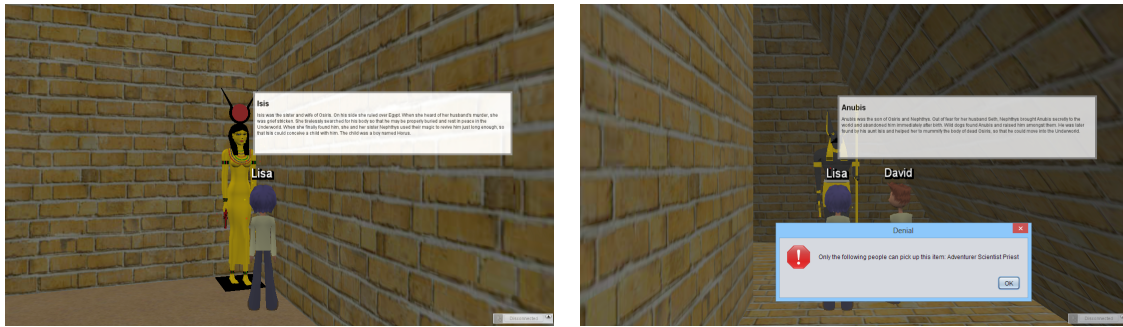 Isis
Isis was the sister and wife of Osiris. On his side she ruled over Egypt. When she heard of her husband's murder, she
was grief stricken. She tirelessly searched for his body so that he may be properly buried and rest in peace in the
Underworld. When she finally found him, she and her sister Nephthys used their magic to revive him just long enough, so
that Isis could conceive a child with him. The child was a boy named Horus.
Lisa
Anubis
Anubis was the son of Osiris and Nephthys. Out of fear for her husband Seth, Nephthys brought Anubis secretly to the
world and abandoned him immediately after birth. Wild dogs found Anubis and raised him amongst them. He was later
found by his aunt Isis and helped her to mummify the body of dead Osiris, so that he could move into the Underworld.
Lisa
David
Denial
Only the following people can pick up this item: Adventurer Scientist Priest
OK